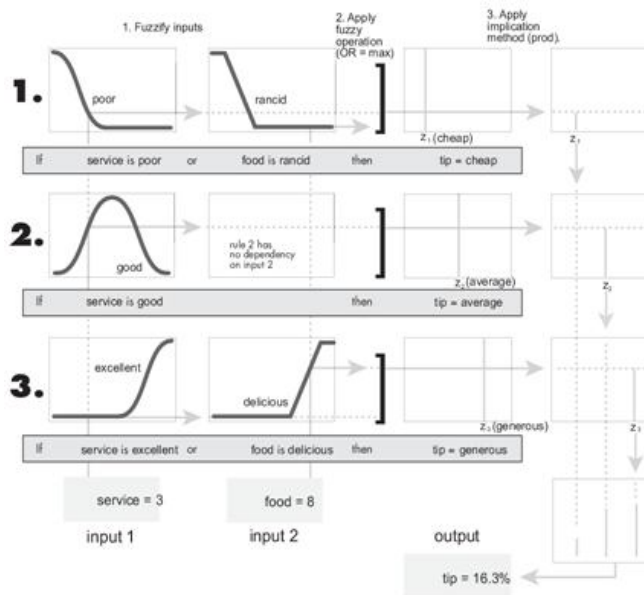 1. Fuzzify inputs
2. Apply
fuzzy
operation
(OR = max)
3. Apply
implication
method (prod).
1.
poor
rancid
z1 (cheap)
z1
If service is poor or food is rancid then tip = cheap
2.
good
rule 2 has
no dependency
on input 2
z2 (average)
z2
If service is good then tip = average
3.
excellent
delicious
z3 (generous)
z3
If service is excellent or food is delicious then tip = generous
service = 3
food = 8
input 1
input 2
output
tip = 16.3%